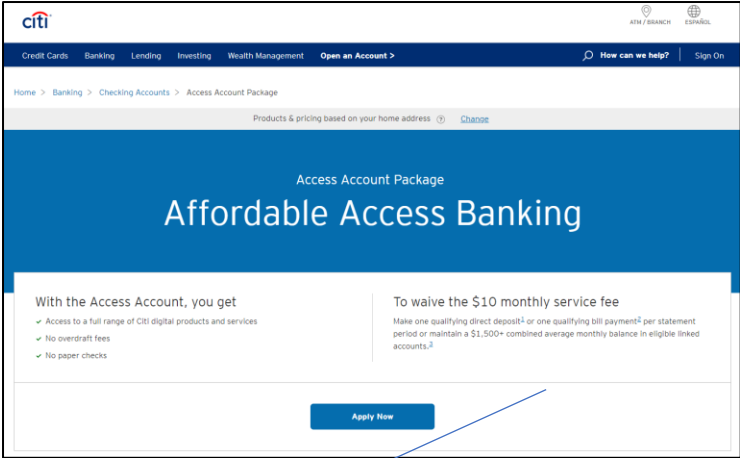 citi
ATM / BRANCH
ESPAÑOL
Credit Cards Banking Lending Investing Wealth Management Open an Account >
How can we help? Sign On
Home > Banking > Checking Accounts > Access Account Package
Products & pricing based on your home address ? Change
Access Account Package
Affordable Access Banking
With the Access Account, you get
✓ Access to a full range of Citi digital products and services
✓ No overdraft fees
✓ No paper checks
To waive the $10 monthly service fee
Make one qualifying direct deposit¹ or one qualifying bill payment² per statement
period or maintain a $1,500+ combined average monthly balance in eligible linked
accounts.³
Apply Now